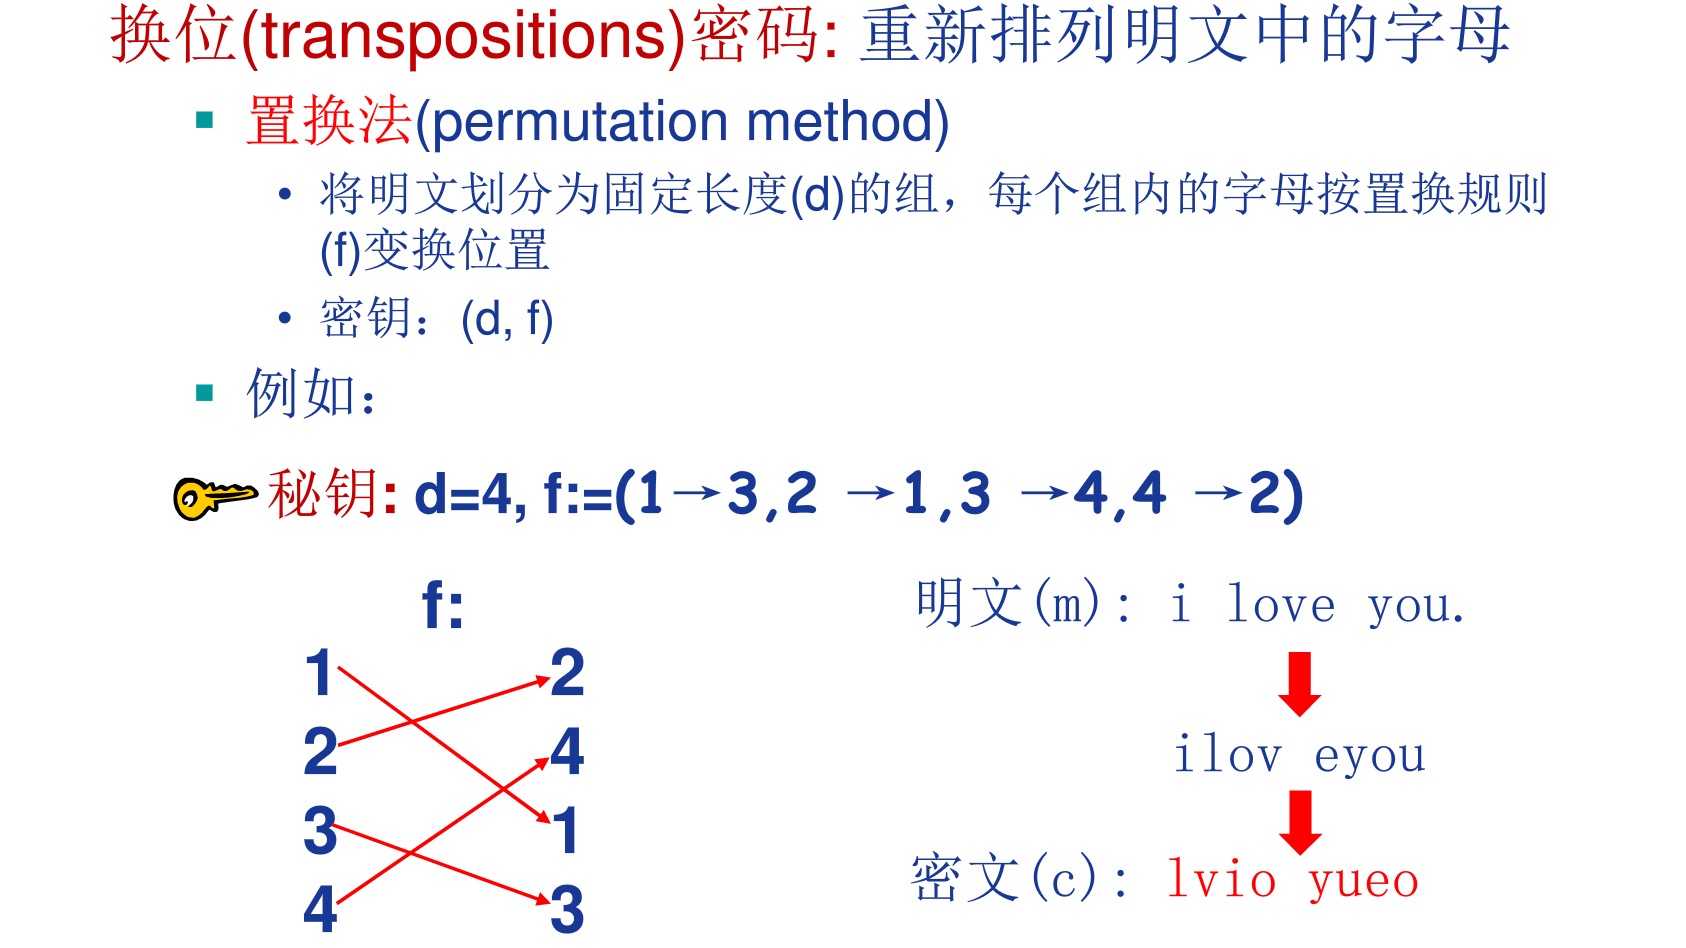 换位(transpositions)密码: 重新排列明文中的字母
置换法(permutation method)
• 将明文划分为固定长度(d)的组，每个组内的字母按置换规则
(f)变换位置
• 密钥：(d, f)
例如：
秘钥: d=4, f:=(1→3,2 →1,3 →4,4 →2)
f:
1 2
2 4
3 1
4 3
明文(m): i love you.
ilov eyou
密文(c): lvio yueo